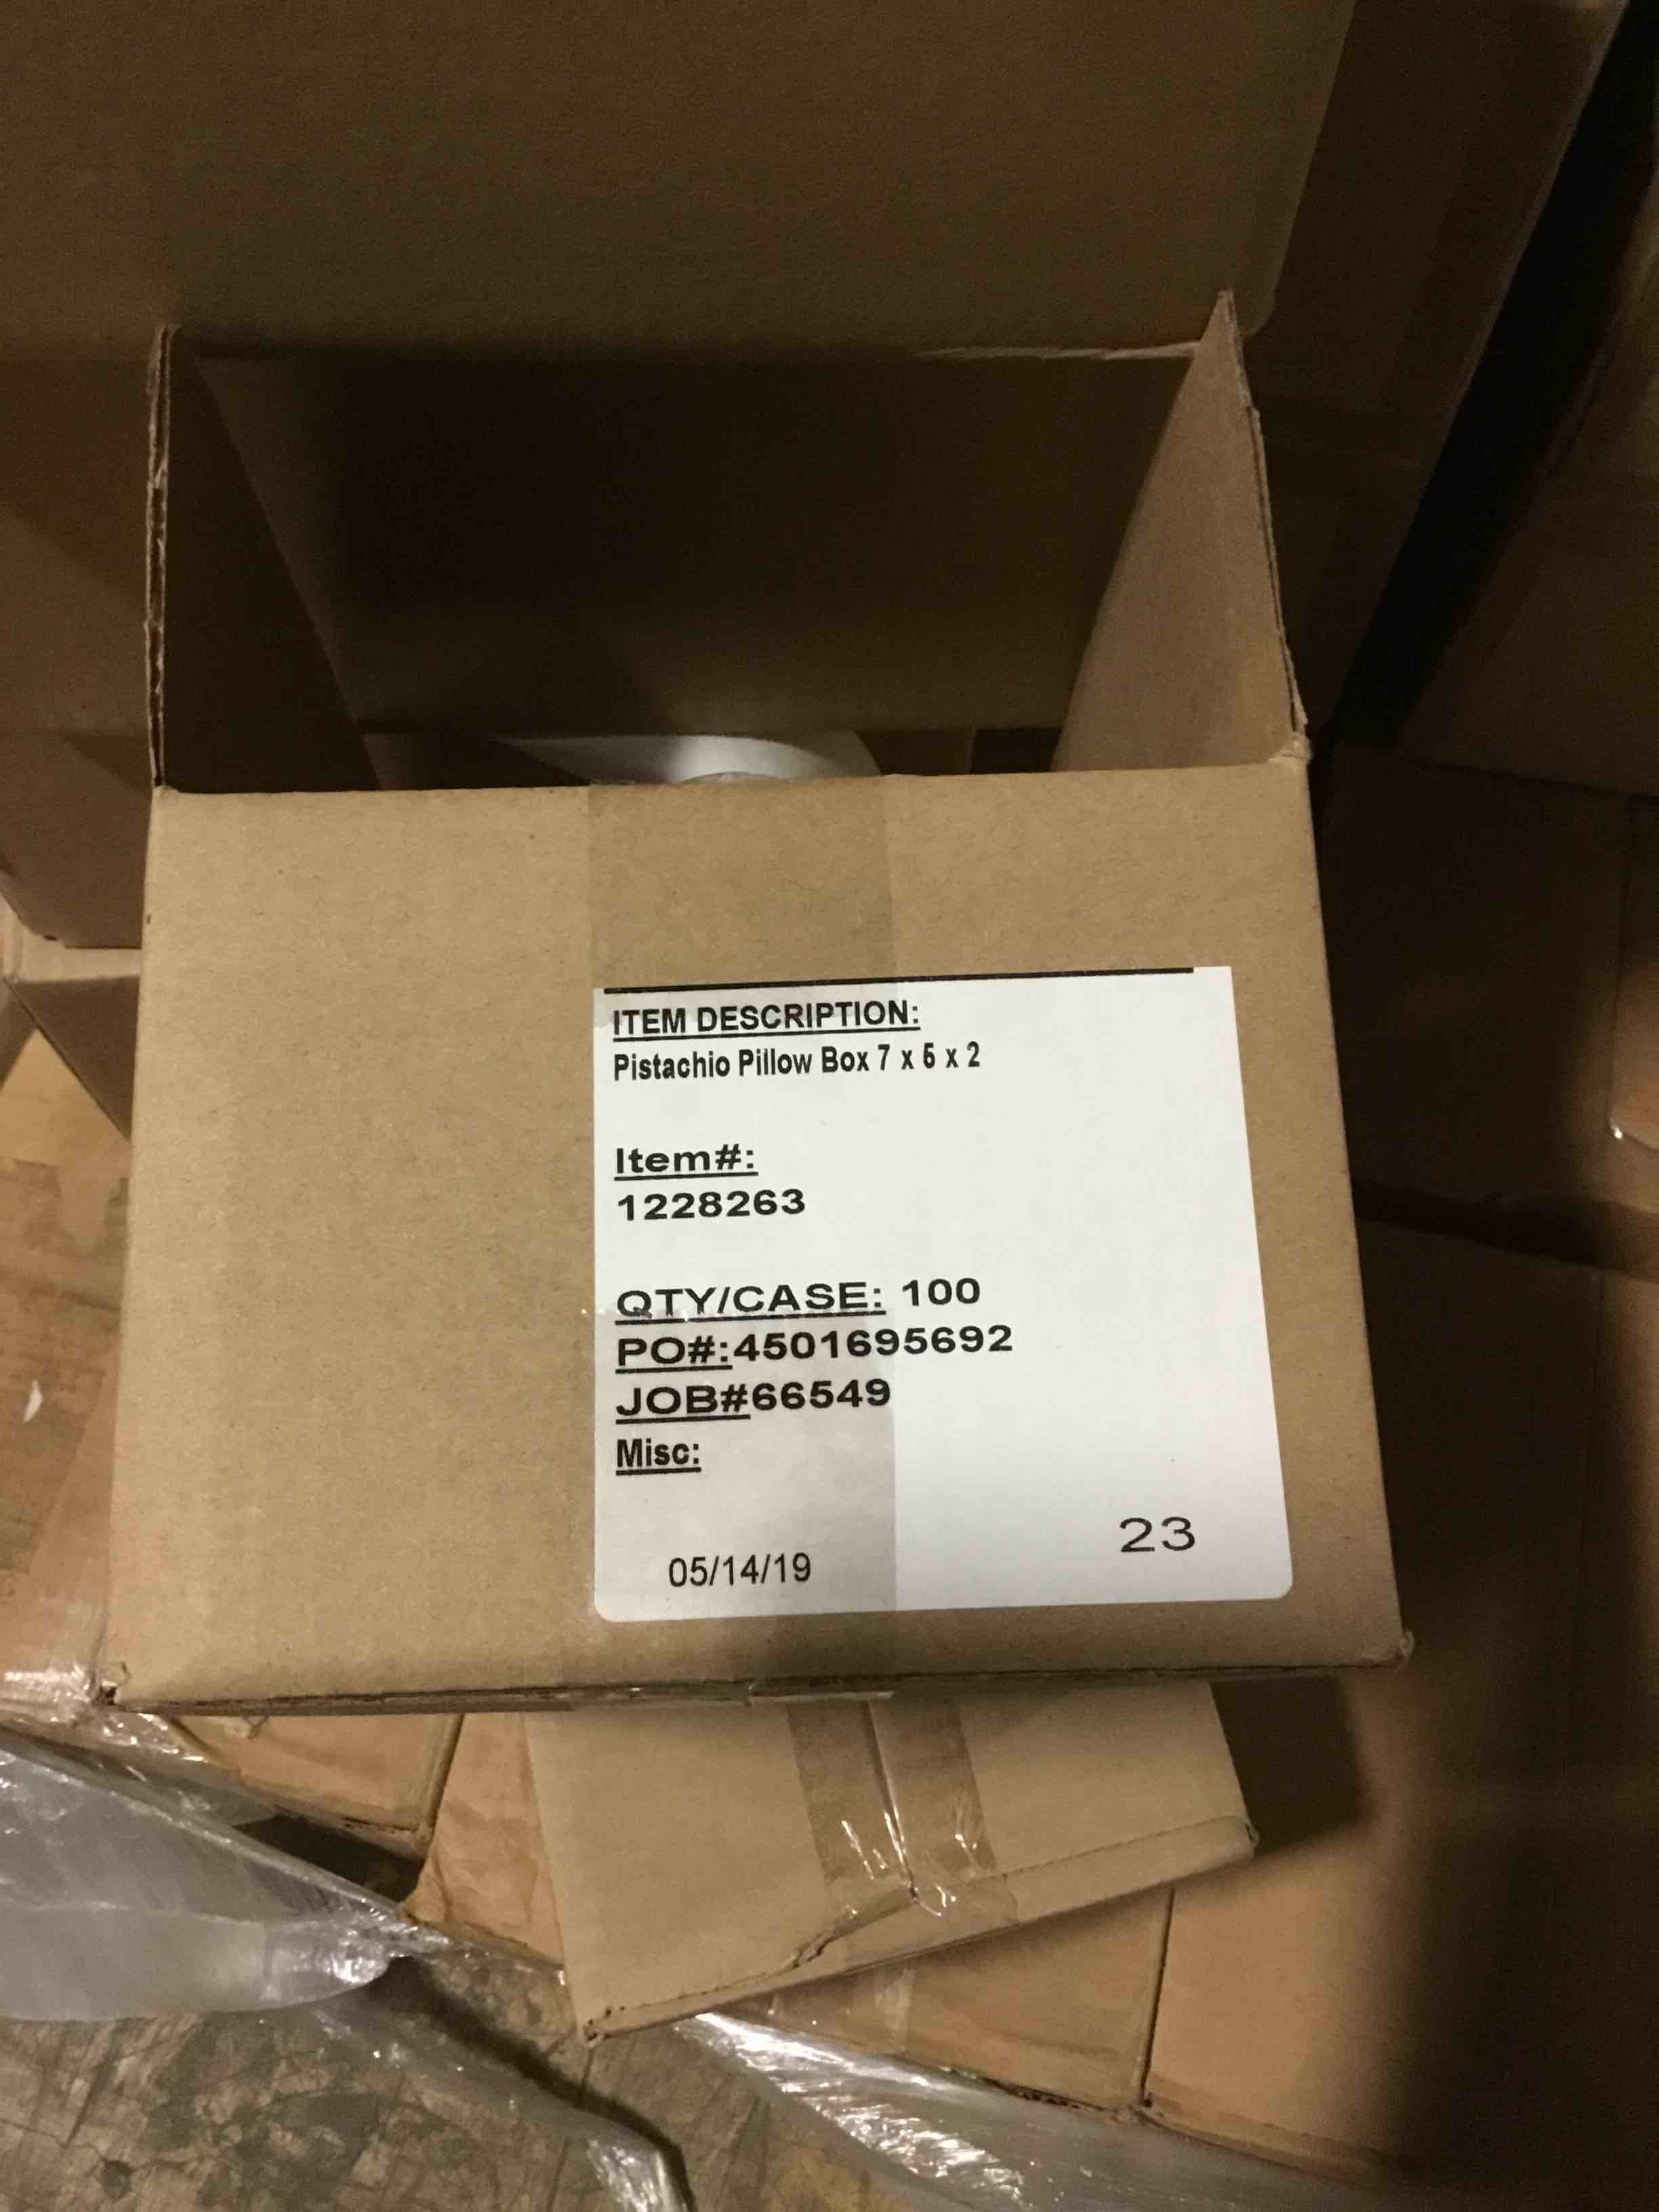 ITEM DESCRIPTION:
Pistachio Pillow Box 7 x 5 x 2
Item#:
1228263
QTY/CASE: 100
PO#:4501695692
JOB#66549
Misc:
05/14/19
23